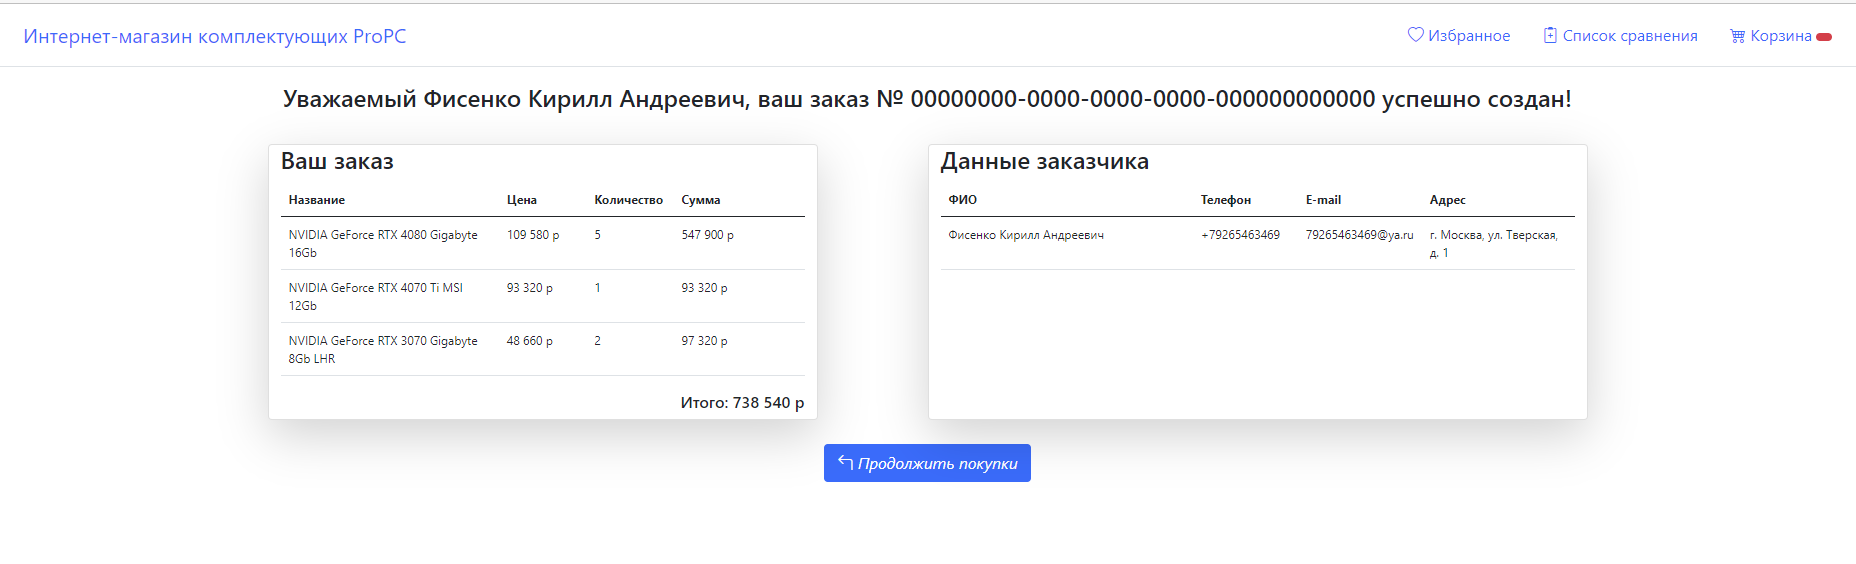 Интернет-магазин комплектующих ProPC
Избранное
Список сравнения
Корзина
Уважаемый Фисенко Кирилл Андреевич, ваш заказ № 00000000-0000-0000-0000-000000000000 успешно создан!
Ваш заказ
Название Цена Количество Сумма
NVIDIA GeForce RTX 4080 Gigabyte 109 580 р 5 547 900 р
16Gb
NVIDIA GeForce RTX 4070 Ti MSI 93 320 р 1 93 320 р
12Gb
NVIDIA GeForce RTX 3070 Gigabyte 48 660 р 2 97 320 р
8Gb LHR
Итого: 738 540 р
Данные заказчика
ФИО Телефон E-mail Адрес
Фисенко Кирилл Андреевич +79265463469 79265463469@ya.ru г. Москва, ул. Тверская,
д. 1
Продолжить покупки